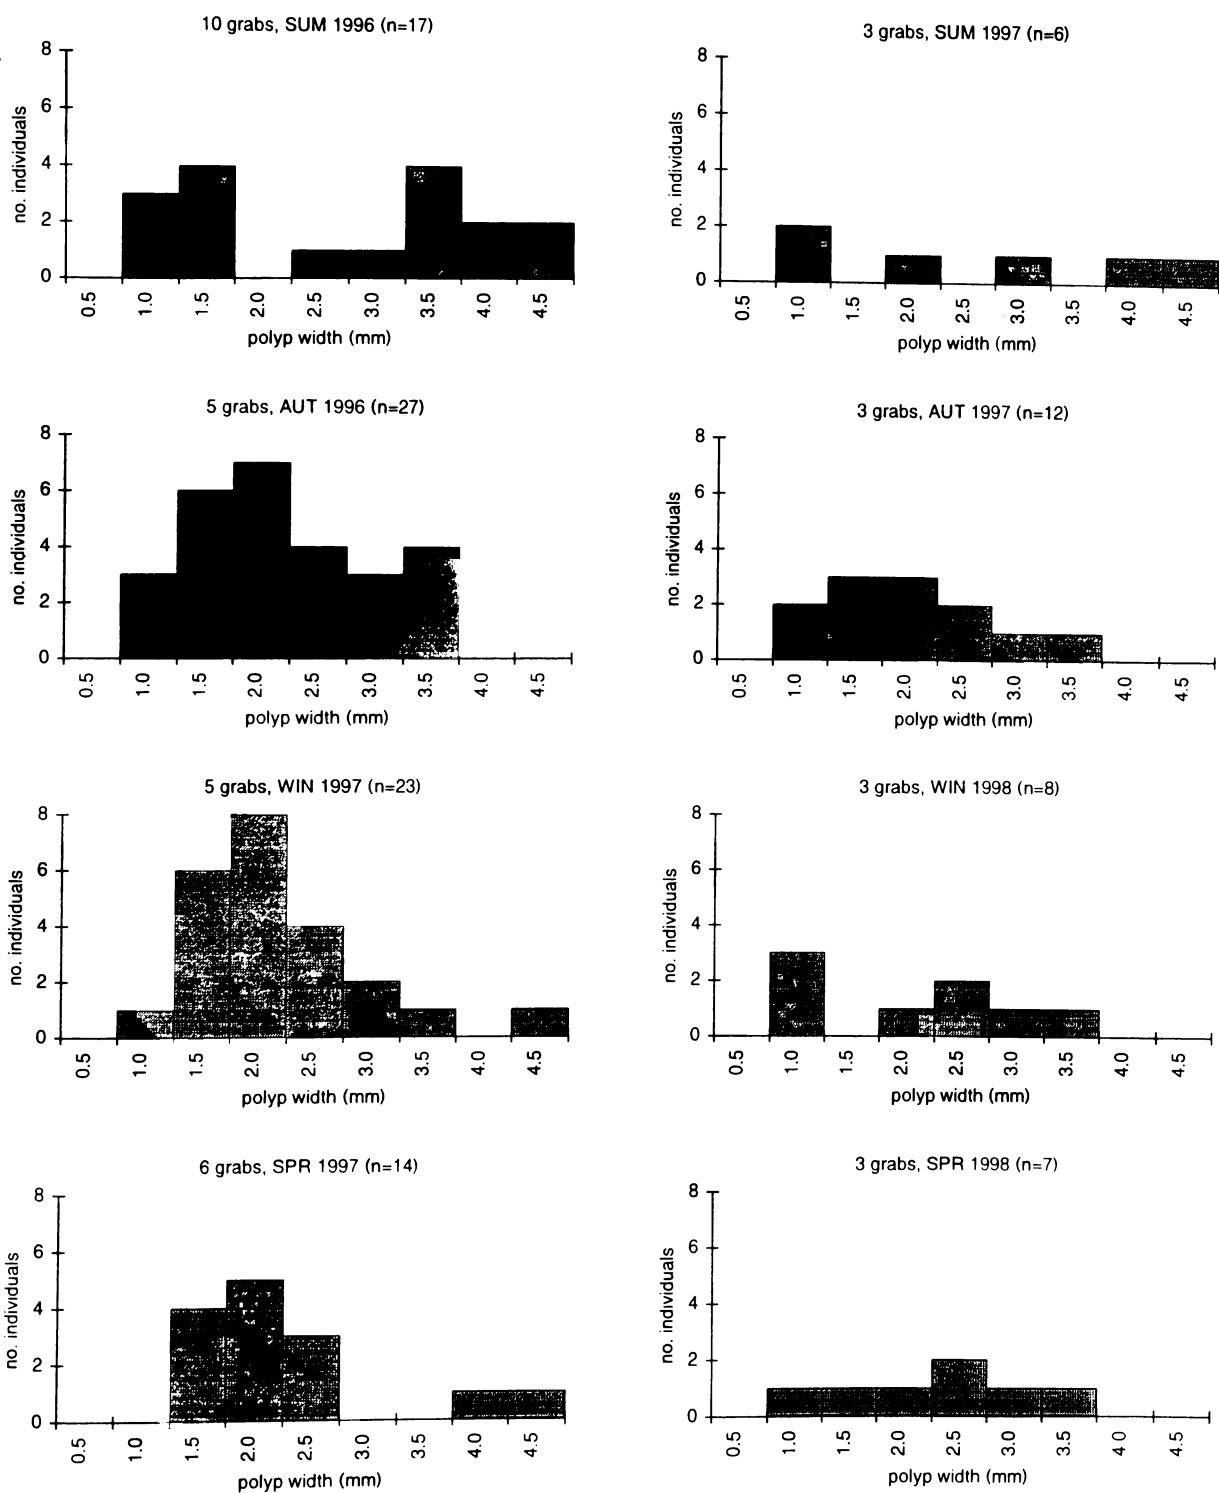 10 grabs, SUM 1996 (n=17)
8
6
4
2
0
no. individuals
0.5 1.0 1.5 2.0 2.5 3.0 3.5 4.0 4.5
polyp width (mm)
3 grabs, SUM 1997 (n=6)
8
6
4
2
0
no. individuals
0.5 1.0 1.5 2.0 2.5 3.0 3.5 4.0 4.5
polyp width (mm)
5 grabs, AUT 1996 (n=27)
8
6
4
2
0
no. individuals
0.5 1.0 1.5 2.0 2.5 3.0 3.5 4.0 4.5
polyp width (mm)
3 grabs, AUT 1997 (n=12)
8
6
4
2
0
no. individuals
0.5 1.0 1.5 2.0 2.5 3.0 3.5 4.0 4.5
polyp width (mm)
5 grabs, WIN 1997 (n=23)
8
6
4
2
0
no. individuals
0.5 1.0 1.5 2.0 2.5 3.0 3.5 4.0 4.5
polyp width (mm)
3 grabs, WIN 1998 (n=8)
8
6
4
2
0
no. individuals
0.5 1.0 1.5 2.0 2.5 3.0 3.5 4.0 4.5
polyp width (mm)
6 grabs, SPR 1997 (n=14)
8
6
4
2
0
no. individuals
0.5 1.0 1.5 2.0 2.5 3.0 3.5 4.0 4.5
polyp width (mm)
3 grabs, SPR 1998 (n=7)
8
6
4
2
0
no. individuals
0.5 1.0 1.5 2.0 2.5 3.0 3.5 4.0 4.5
polyp width (mm)